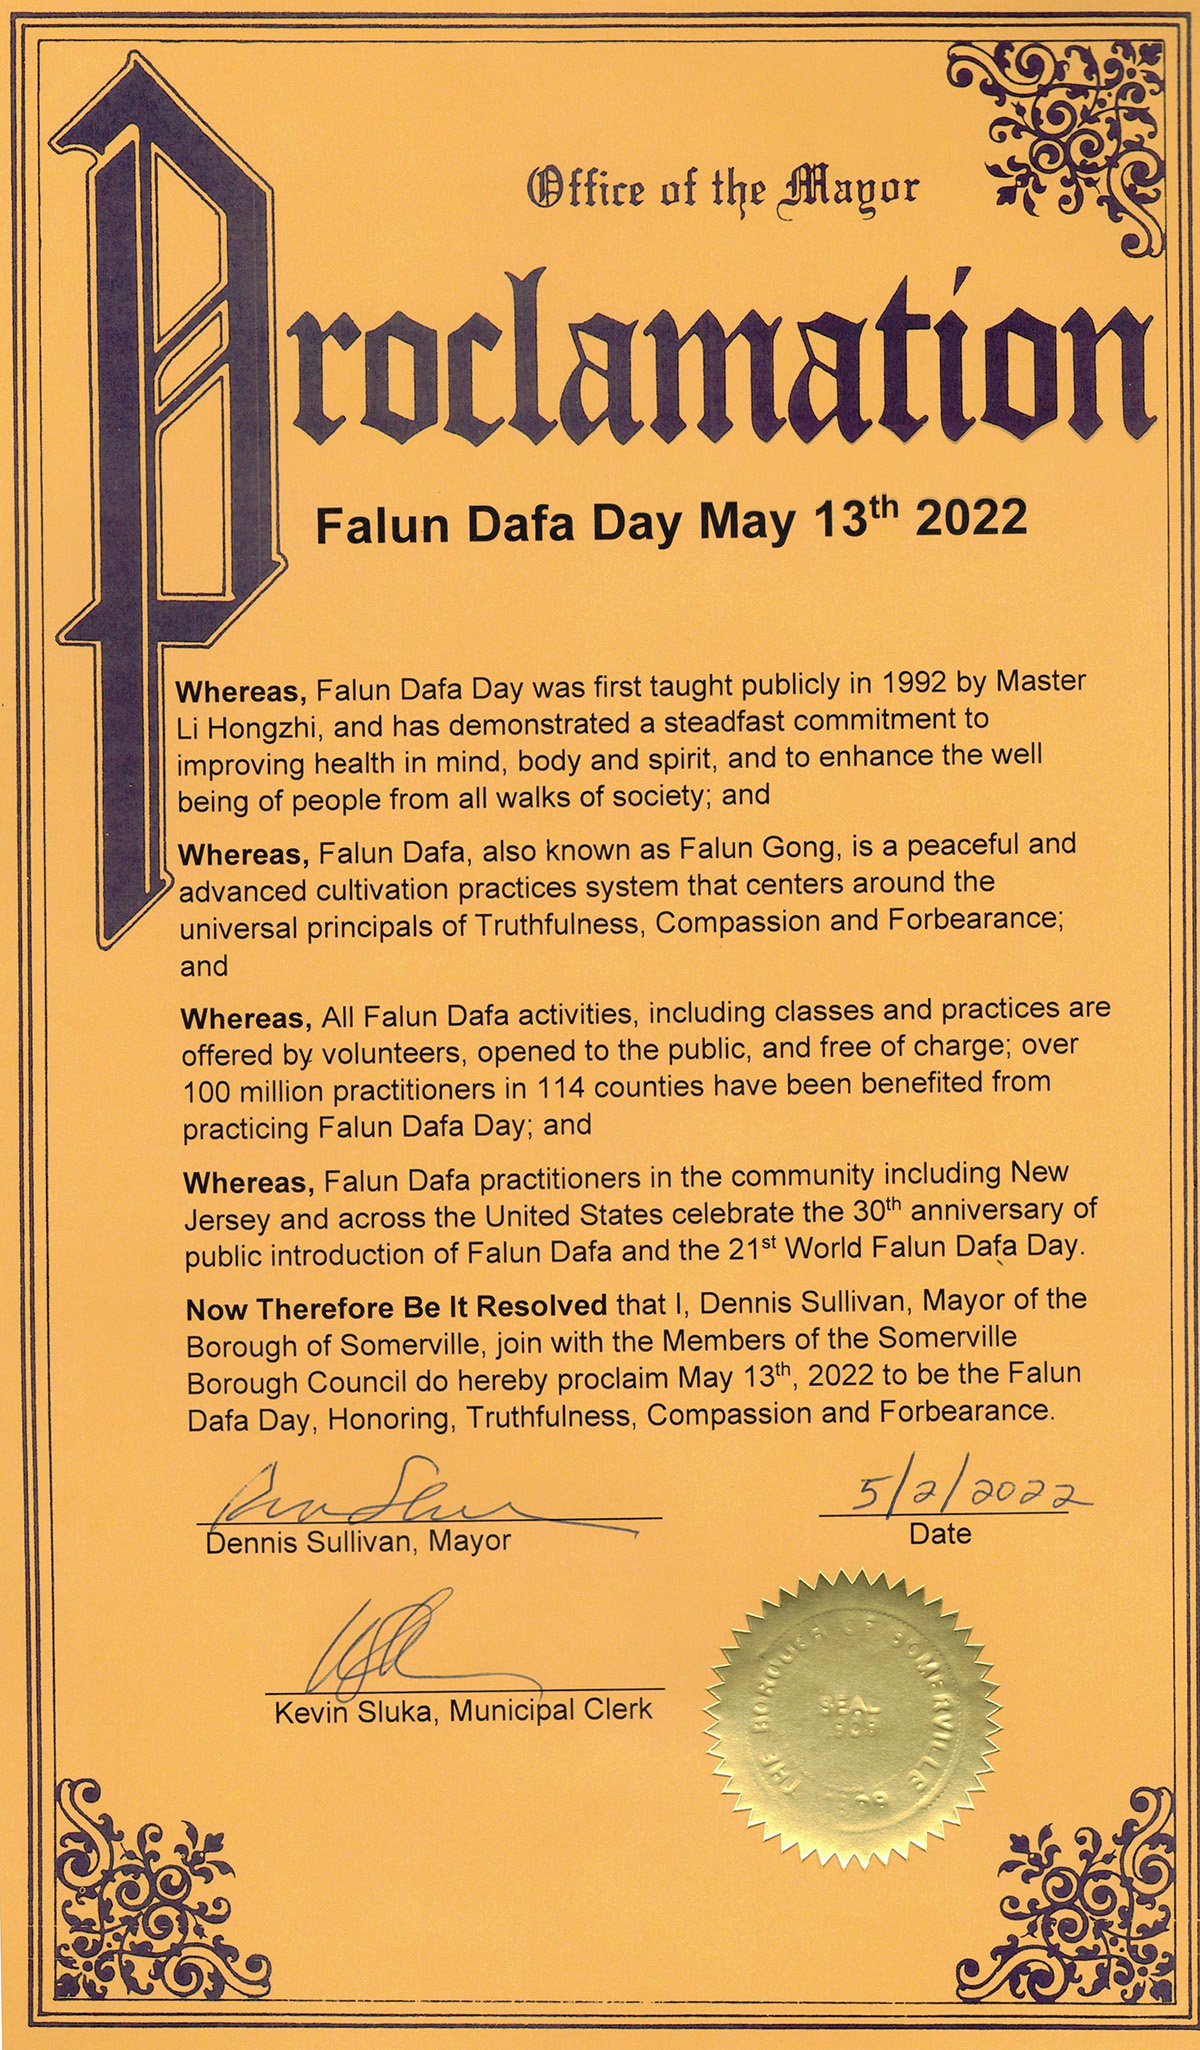 Office of the Mayor
Proclamation
Falun Dafa Day May 13th 2022
Whereas, Falun Dafa Day was first taught publicly in 1992 by Master
Li Hongzhi, and has demonstrated a steadfast commitment to
improving health in mind, body and spirit, and to enhance the well
being of people from all walks of society; and
Whereas, Falun Dafa, also known as Falun Gong, is a peaceful and
advanced cultivation practices system that centers around the
universal principals of Truthfulness, Compassion and Forbearance;
and
Whereas, All Falun Dafa activities, including classes and practices are
offered by volunteers, opened to the public, and free of charge; over
100 million practitioners in 114 counties have been benefited from
practicing Falun Dafa Day; and
Whereas, Falun Dafa practitioners in the community including New
Jersey and across the United States celebrate the 30th anniversary of
public introduction of Falun Dafa and the 21st World Falun Dafa Day.
Now Therefore Be It Resolved that I, Dennis Sullivan, Mayor of the
Borough of Somerville, join with the Members of the Somerville
Borough Council do hereby proclaim May 13th, 2022 to be the Falun
Dafa Day, Honoring, Truthfulness, Compassion and Forbearance.
5/2/2022
Dennis Sullivan, Mayor
Date
Kevin Sluka, Municipal Clerk
THE BOROUGH OF SOMERVILLE
SEAL